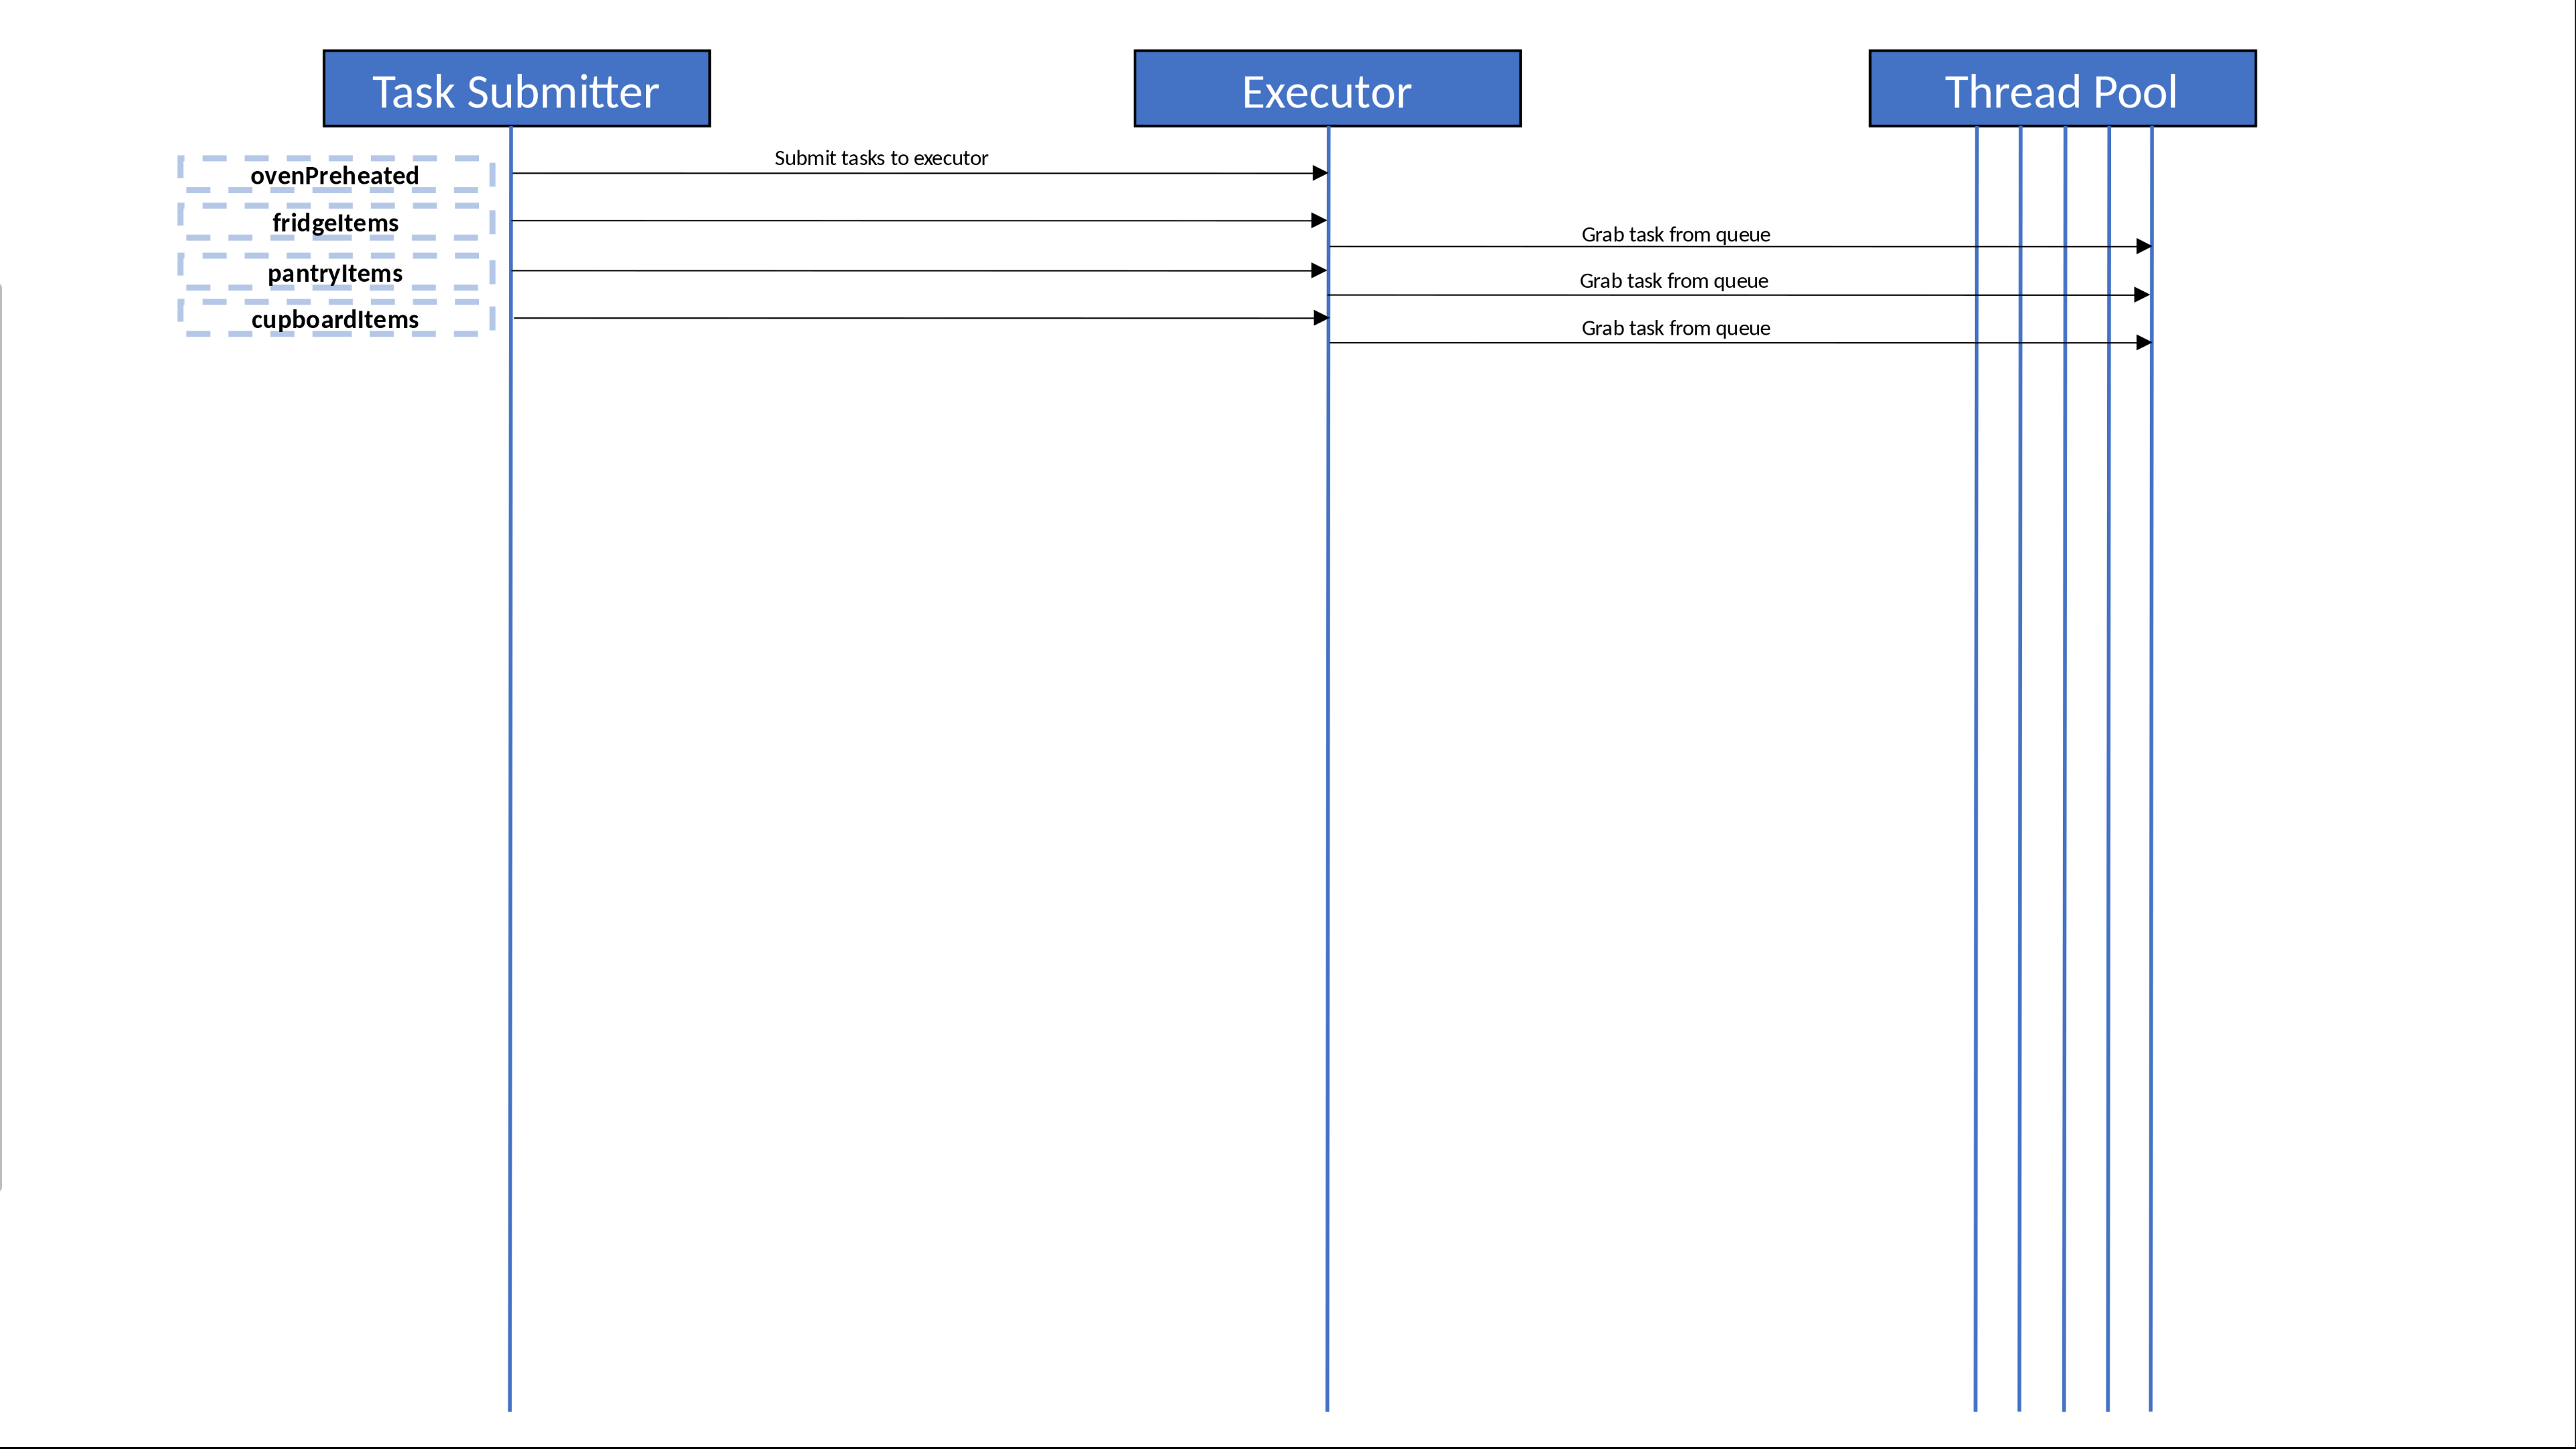 Task Submitter
Executor
Thread Pool
Submit tasks to executor
ovenPreheated
fridgeItems
Grab task from queue
pantryItems
Grab task from queue
cupboardItems
Grab task from queue